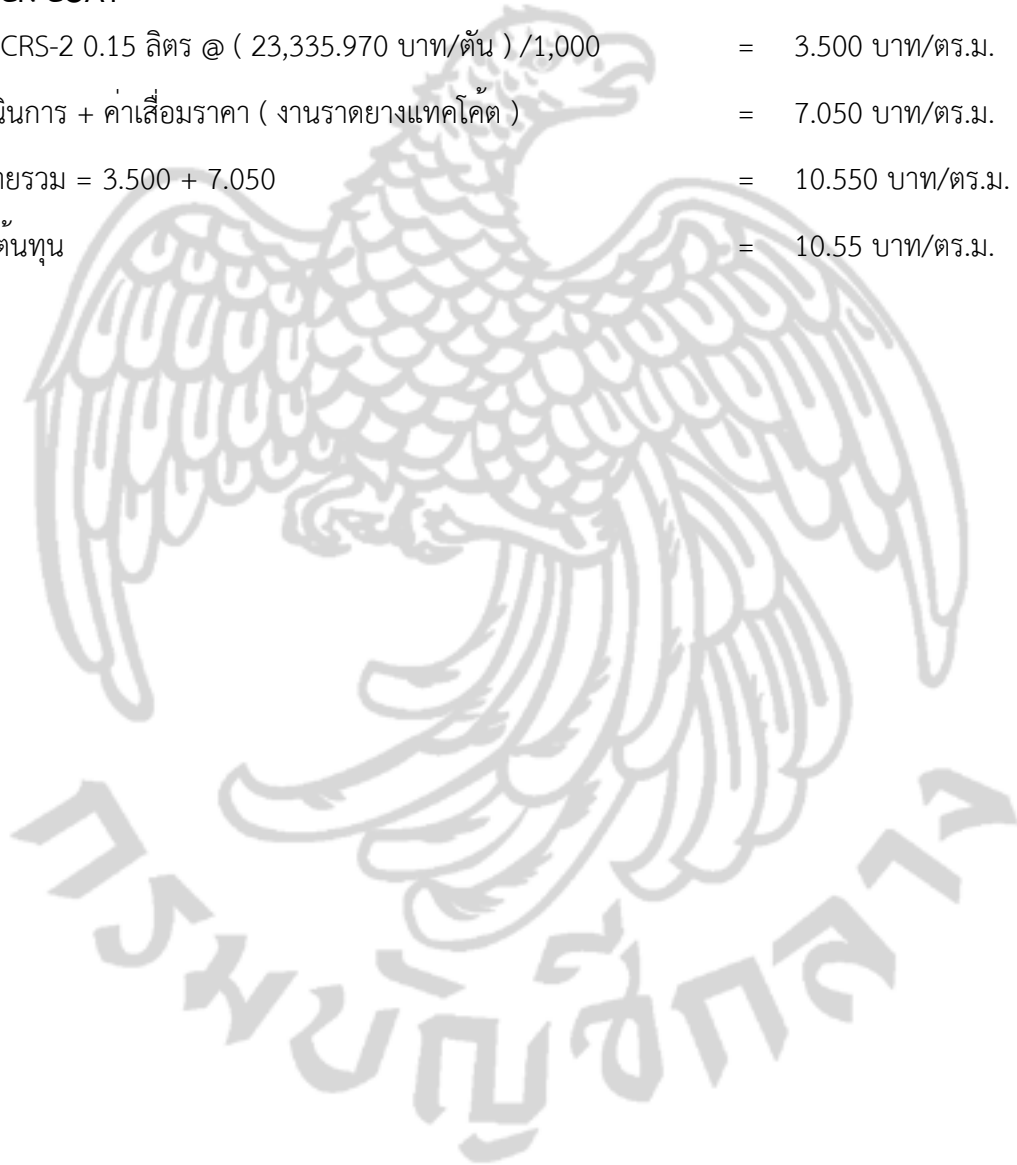 CRS-2 0.15 ลิตร @ ( 23,335.970 บาท/ตัน ) /1,000 = 3.500 บาท/ตร.ม.
นินการ + ค่าเสื่อมราคา ( งานราดยางแทคโค้ต ) = 7.050 บาท/ตร.ม.
ายรวม = 3.500 + 7.050 = 10.550 บาท/ตร.ม.
ต้นทุน = 10.55 บาท/ตร.ม.
กรมบัญชีกลาง